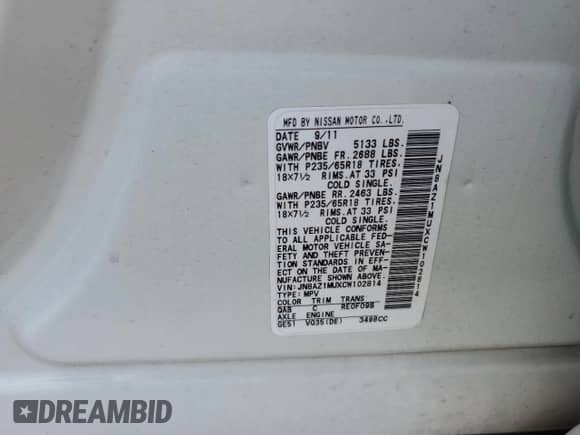 MFD BY NISSAN MOTOR CO.,LTD.
DATE 9/11
GVWR/PNBV 5133 LBS.
GAWR/PNBE FR. 2688 LBS.
WITH P235/65R18 TIRES.
18X7½ RIMS. AT 33 PSI
COLD SINGLE.
GAWR/PNBE RR. 2463 LBS.
WITH P235/65R18 TIRES.
18X7½ RIMS. AT 33 PSI
COLD SINGLE.
THIS VEHICLE CONFORMS
TO ALL APPLICABLE FED-
ERAL MOTOR VEHICLE SA-
FETY AND THEFT PREVEN-
TION STANDARDS IN EFF-
ECT ON THE DATE OF MA-
NUFACTURE SHOWN ABOVE.
VIN:JN8AZ1MUXCW102814
TYPE:MPV
COLOR TRIM TRANS
QAB C RE0F09B
AXLE ENGINE
GE51 VQ35(DE) 3498CC
JN8AZ1MUXCW102814
DREAMBID